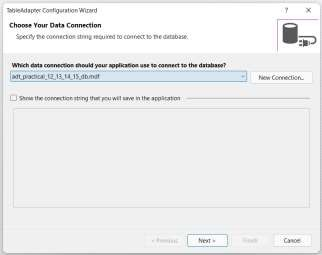 TableAdapter Configuration Wizard
? ×
Choose Your Data Connection
Specify the connection string required to connect to the database.
Which data connection should your application use to connect to the database?
adt_practical_12_13_14_15_db.mdf
New Connection...
Show the connection string that you will save in the application
< Previous
Next >
Finish
Cancel